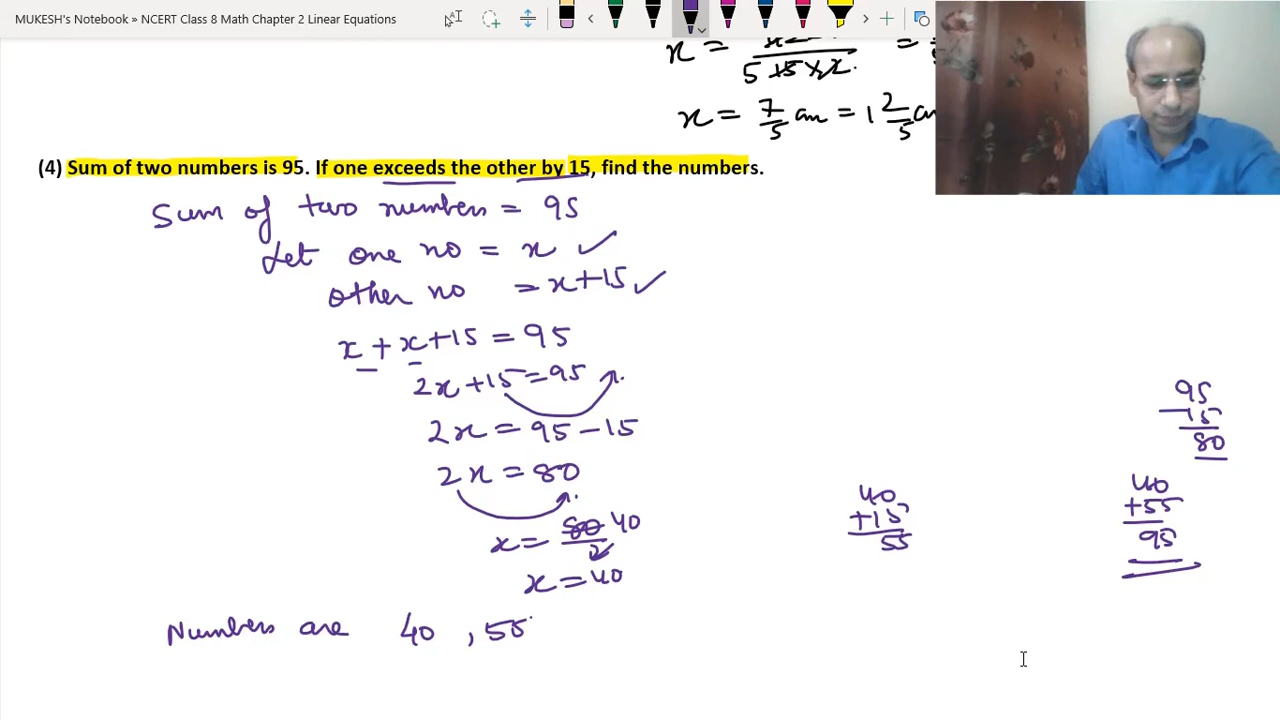 MUKESH's Notebook » NCERT Class 8 Math Chapter 2 Linear Equations
x = 7/5 cm = 1 2/5 cm
(4) Sum of two numbers is 95. If one exceeds the other by 15, find the numbers.
Sum of two numbers = 95
Let one no = x ✓
other no = x+15 ✓
x + x+15 = 95
2x+15=95
2x = 95-15
2x = 80
x = 80/2 40
x = 40
Numbers are 40 , 55
40
+15
55
95
-15
80
40
+55
95